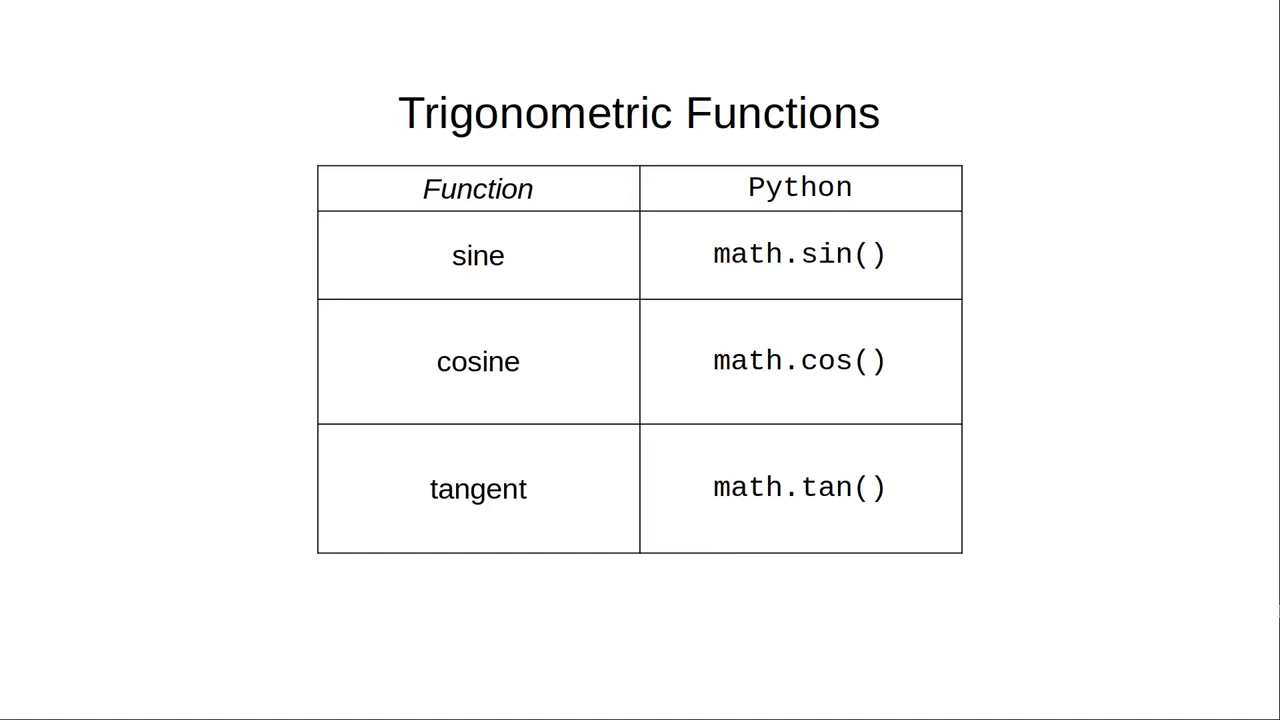 Trigonometric Functions
Function Python
sine math.sin()
cosine math.cos()
tangent math.tan()